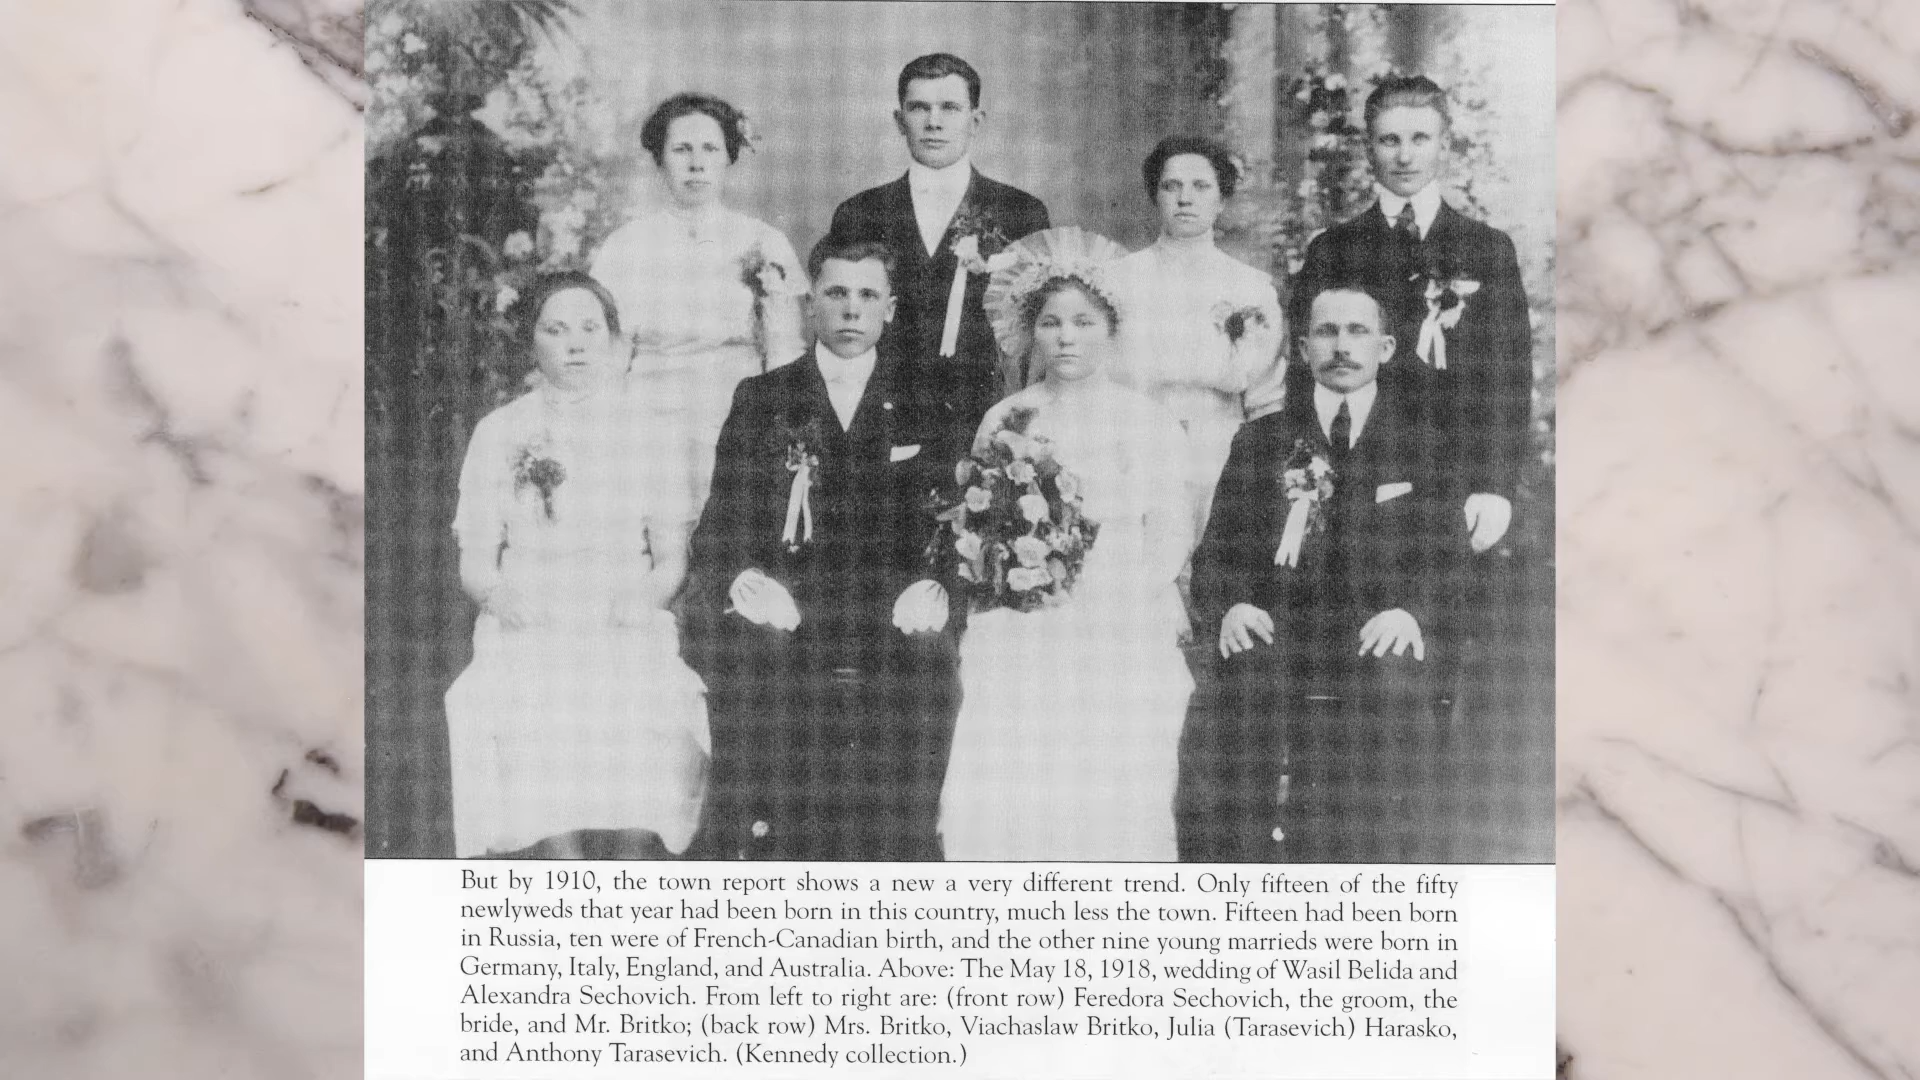 But by 1910, the town report shows a new a very different trend. Only fifteen of the fifty
newlyweds that year had been born in this country, much less the town. Fifteen had been born
in Russia, ten were of French-Canadian birth, and the other nine young marrieds were born in
Germany, Italy, England, and Australia. Above: The May 18, 1918, wedding of Wasil Belida and
Alexandra Sechovich. From left to right are: (front row) Feredora Sechovich, the groom, the
bride, and Mr. Britko; (back row) Mrs. Britko, Viachaslaw Britko, Julia (Tarasevich) Harasko,
and Anthony Tarasevich. (Kennedy collection.)